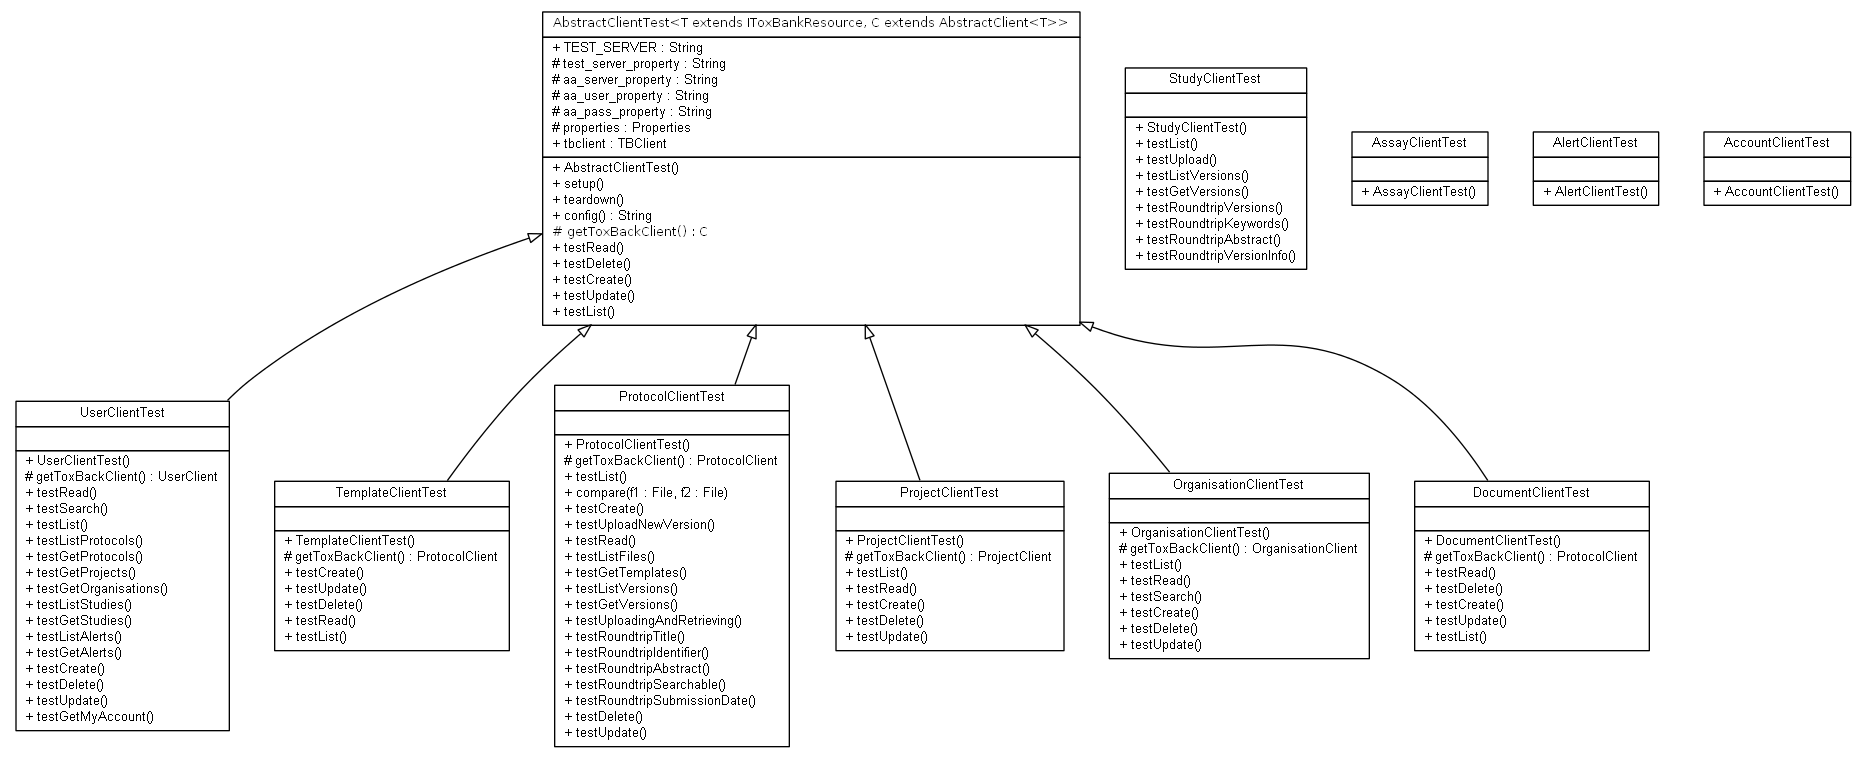 AbstractClientTest<T extends IToxBankResource, C extends AbstractClient<T>>
+ TEST_SERVER : String
# test_server_property : String
# aa_server_property : String
# aa_user_property : String
# aa_pass_property : String
# properties : Properties
+ tbclient : TBClient
+ AbstractClientTest()
+ setup()
+ teardown()
+ config() : String
# getToxBackClient() : C
+ testRead()
+ testDelete()
+ testCreate()
+ testUpdate()
+ testList()
StudyClientTest
+ StudyClientTest()
+ testList()
+ testUpload()
+ testListVersions()
+ testGetVersions()
+ testRoundtripVersions()
+ testRoundtripKeywords()
+ testRoundtripAbstract()
+ testRoundtripVersionInfo()
AssayClientTest
+ AssayClientTest()
AlertClientTest
+ AlertClientTest()
AccountClientTest
+ AccountClientTest()
UserClientTest
+ UserClientTest()
# getToxBackClient() : UserClient
+ testRead()
+ testSearch()
+ testList()
+ testListProtocols()
+ testGetProtocols()
+ testGetProjects()
+ testGetOrganisations()
+ testListStudies()
+ testGetStudies()
+ testListAlerts()
+ testGetAlerts()
+ testCreate()
+ testDelete()
+ testUpdate()
+ testGetMyAccount()
TemplateClientTest
+ TemplateClientTest()
# getToxBackClient() : ProtocolClient
+ testCreate()
+ testUpdate()
+ testDelete()
+ testRead()
+ testList()
ProtocolClientTest
+ ProtocolClientTest()
# getToxBackClient() : ProtocolClient
+ testList()
+ compare(f1 : File, f2 : File)
+ testCreate()
+ testUploadNewVersion()
+ testRead()
+ testListFiles()
+ testGetTemplates()
+ testListVersions()
+ testGetVersions()
+ testUploadingAndRetrieving()
+ testRoundtripTitle()
+ testRoundtripIdentifier()
+ testRoundtripAbstract()
+ testRoundtripSearchable()
+ testRoundtripSubmissionDate()
+ testDelete()
+ testUpdate()
ProjectClientTest
+ ProjectClientTest()
# getToxBackClient() : ProjectClient
+ testList()
+ testRead()
+ testCreate()
+ testDelete()
+ testUpdate()
OrganisationClientTest
+ OrganisationClientTest()
# getToxBackClient() : OrganisationClient
+ testList()
+ testRead()
+ testSearch()
+ testCreate()
+ testDelete()
+ testUpdate()
DocumentClientTest
+ DocumentClientTest()
# getToxBackClient() : ProtocolClient
+ testRead()
+ testDelete()
+ testCreate()
+ testUpdate()
+ testList()